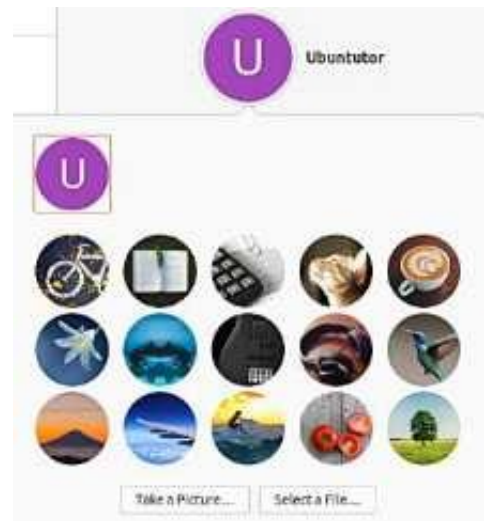 U
Ubuntutor
U
Take a Picture...
Select a File...